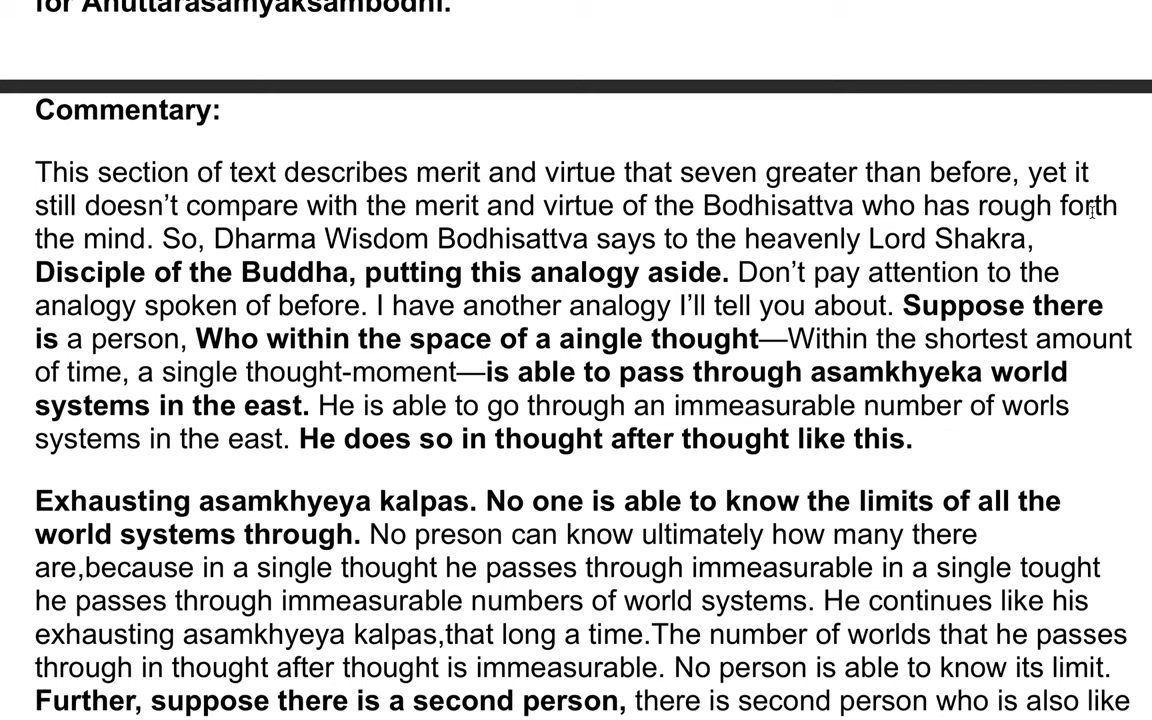 for Anuttarasamyaksambodhi.
Commentary:
This section of text describes merit and virtue that seven greater than before, yet it
still doesn’t compare with the merit and virtue of the Bodhisattva who has rough forth
the mind. So, Dharma Wisdom Bodhisattva says to the heavenly Lord Shakra,
Disciple of the Buddha, putting this analogy aside. Don’t pay attention to the
analogy spoken of before. I have another analogy I’ll tell you about. Suppose there
is a person, Who within the space of a aingle thought—Within the shortest amount
of time, a single thought-moment—is able to pass through asamkhyeka world
systems in the east. He is able to go through an immeasurable number of worls
systems in the east. He does so in thought after thought like this.
Exhausting asamkhyeya kalpas. No one is able to know the limits of all the
world systems through. No preson can know ultimately how many there
are,because in a single thought he passes through immeasurable in a single tought
he passes through immeasurable numbers of world systems. He continues like his
exhausting asamkhyeya kalpas,that long a time.The number of worlds that he passes
through in thought after thought is immeasurable. No person is able to know its limit.
Further, suppose there is a second person, there is second person who is also like